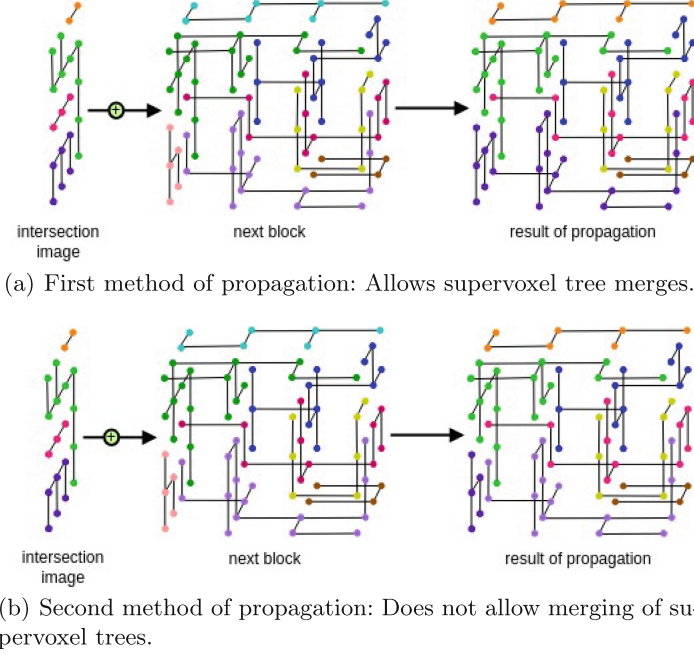 intersection image
next block
result of propagation
(a) First method of propagation: Allows supervoxel tree merges.
intersection image
next block
result of propagation
(b) Second method of propagation: Does not allow merging of su-
pervoxel trees.